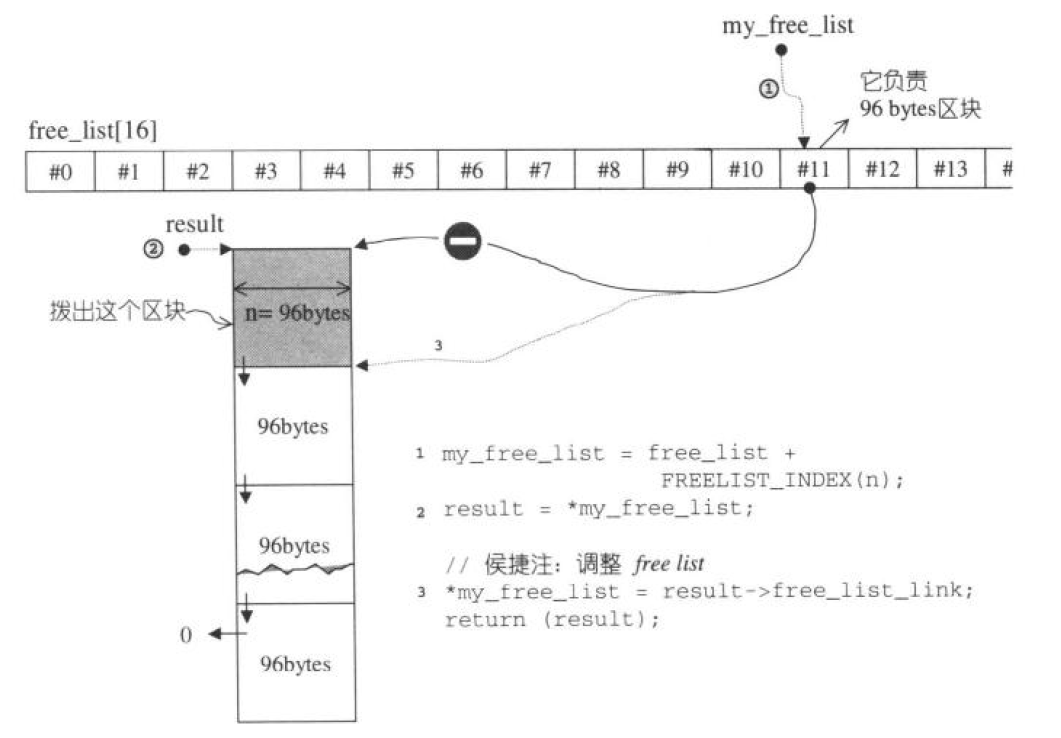 my_free_list
①
它负责
96 bytes区块
free_list[16]
#0 #1 #2 #3 #4 #5 #6 #7 #8 #9 #10 #11 #12 #13 #
result
②
拨出这个区块
n= 96bytes
3
96bytes
96bytes
0
96bytes
1 my_free_list = free_list +
FREELIST_INDEX(n);
2 result = *my_free_list;
// 侯捷注：调整 free list
3 *my_free_list = result->free_list_link;
return (result);